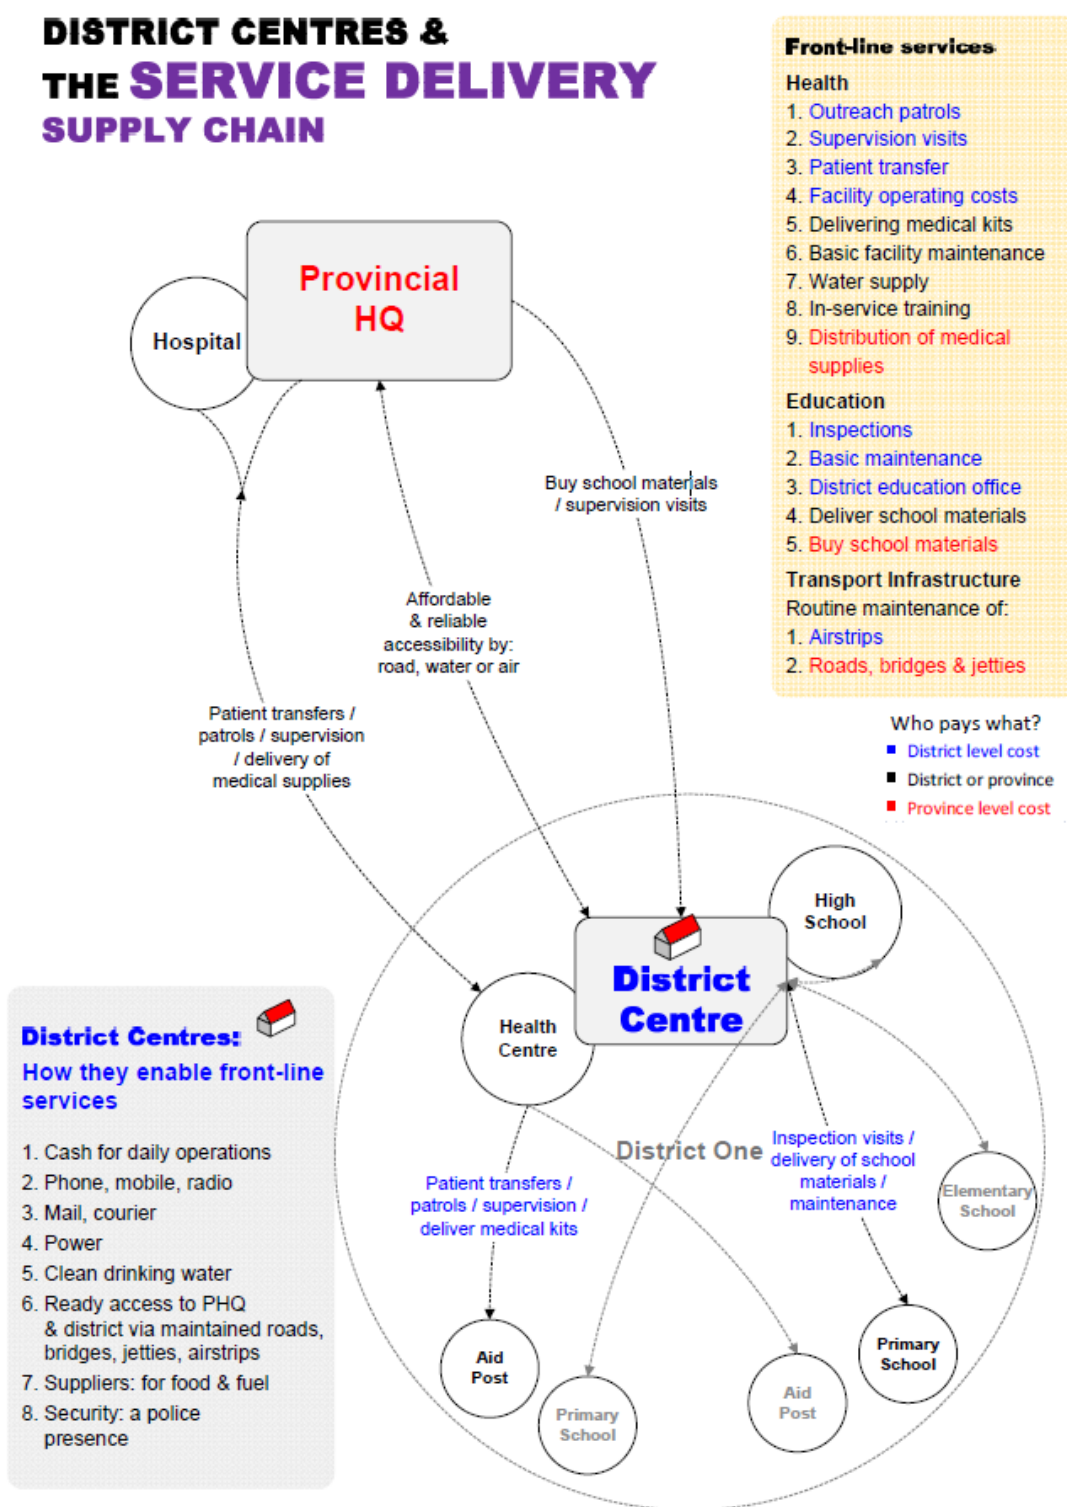 DISTRICT CENTRES &
THE SERVICE DELIVERY
SUPPLY CHAIN
Front-line services
Health
1. Outreach patrols
2. Supervision visits
3. Patient transfer
4. Facility operating costs
5. Delivering medical kits
6. Basic facility maintenance
7. Water supply
8. In-service training
9. Distribution of medical
supplies
Education
1. Inspections
2. Basic maintenance
3. District education office
4. Deliver school materials
5. Buy school materials
Transport Infrastructure
Routine maintenance of:
1. Airstrips
2. Roads, bridges & jetties
Who pays what?
District level cost
District or province
Province level cost
Provincial
HQ
Hospital
Buy school materials
/ supervision visits
Affordable
& reliable
accessibility by:
road, water or air
Patient transfers /
patrols / supervision
/ delivery of
medical supplies
High
School
District
Centre
Health
Centre
District One
Inspection visits /
delivery of school
materials /
maintenance
Patient transfers /
patrols / supervision /
deliver medical kits
Elementary
School
Primary
School
Aid
Post
Aid
Post
Primary
School
District Centres:
How they enable front-line
services
1. Cash for daily operations
2. Phone, mobile, radio
3. Mail, courier
4. Power
5. Clean drinking water
6. Ready access to PHQ
& district via maintained roads,
bridges, jetties, airstrips
7. Suppliers: for food & fuel
8. Security: a police
presence